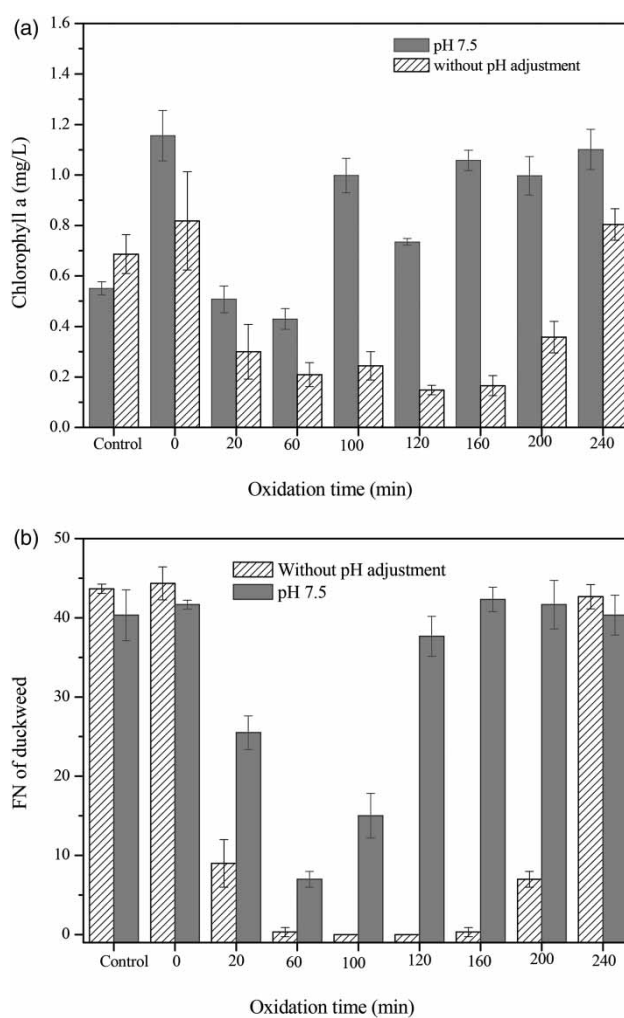 (a)
1.6
pH 7.5
without pH adjustment
1.4
1.2
1.0
0.8
0.6
0.4
0.2
0.0
Chlorophyll a (mg/L)
Control 0 20 60 100 120 160 200 240
Oxidation time (min)
(b)
50
Without pH adjustment
pH 7.5
40
30
20
10
0
FN of duckweed
Control 0 20 60 100 120 160 200 240
Oxidation time (min)